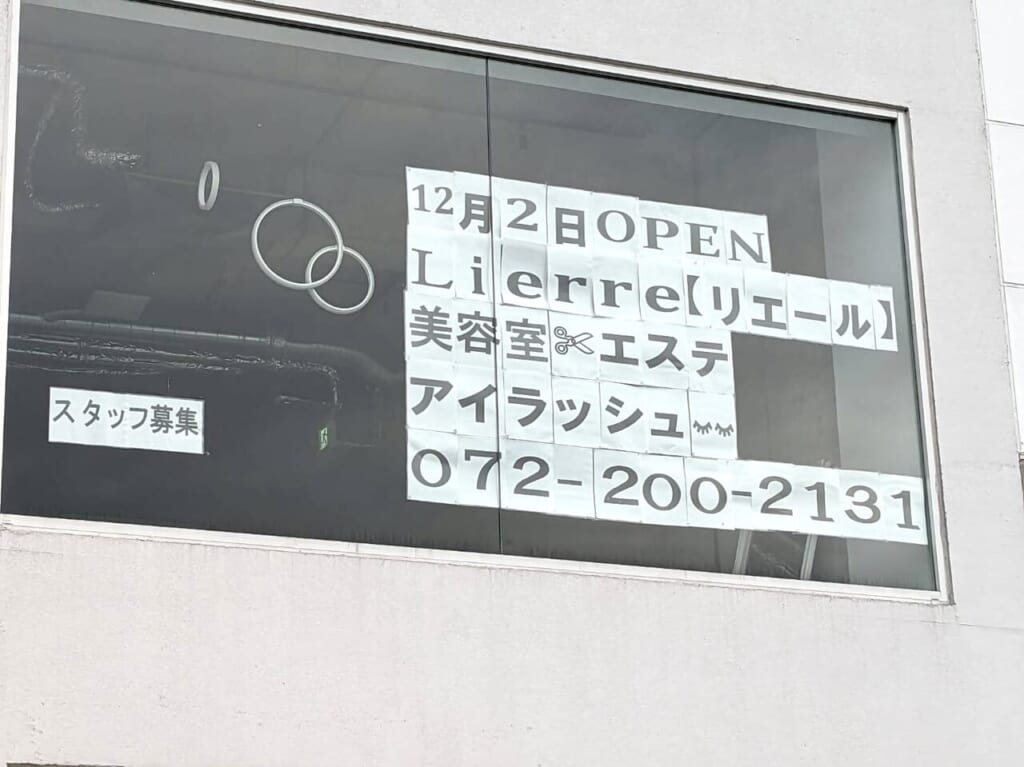 12月2日OPEN
Lierre【リエール】
美容室✂エステ
アイラッシュ
072-200-2131
スタッフ募集